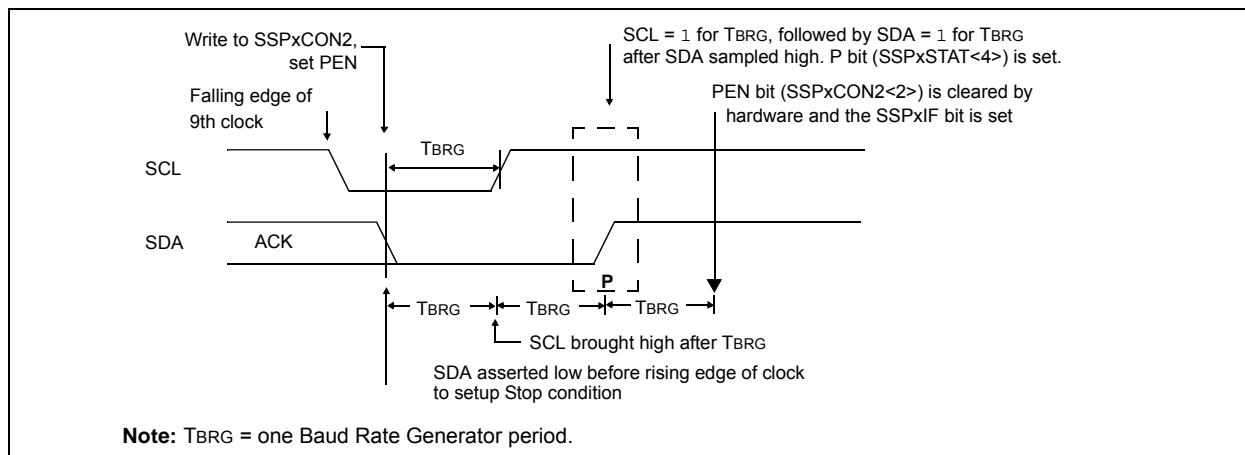 Write to SSPxCON2,
set PEN
SCL = 1 for TBRG, followed by SDA = 1 for TBRG
after SDA sampled high. P bit (SSPxSTAT<4>) is set.
Falling edge of
9th clock
PEN bit (SSPxCON2<2>) is cleared by
hardware and the SSPxIF bit is set
TBRG
SCL
SDA
ACK
P
TBRG
TBRG
TBRG
SCL brought high after TBRG
SDA asserted low before rising edge of clock
to setup Stop condition
Note: TBRG = one Baud Rate Generator period.